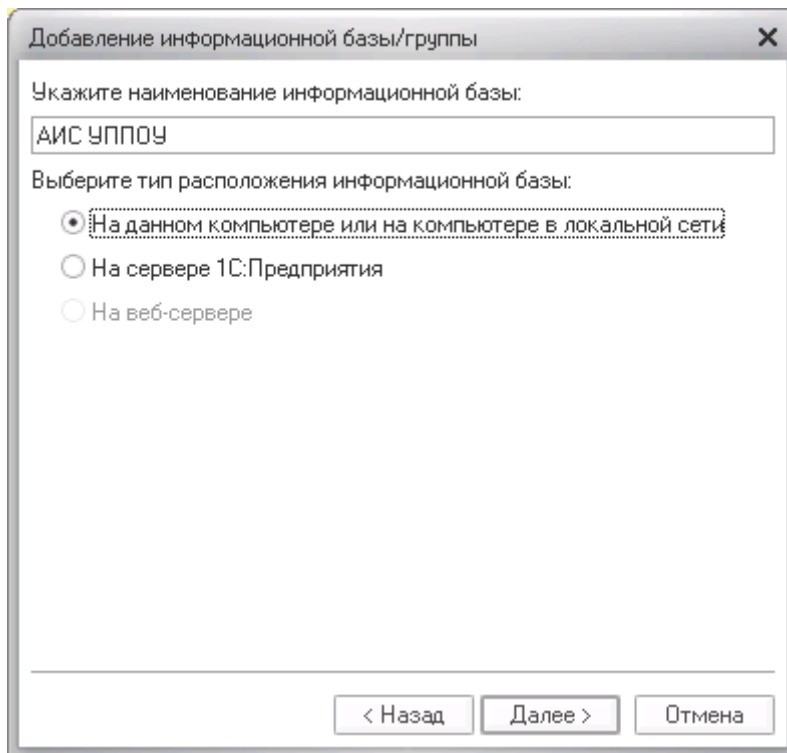 Добавление информационной базы/группы
Укажите наименование информационной базы:
АИС УППОУ
Выберите тип расположения информационной базы:
На данном компьютере или на компьютере в локальной сети
На сервере 1С:Предприятия
На веб-сервере
< Назад Далее > Отмена